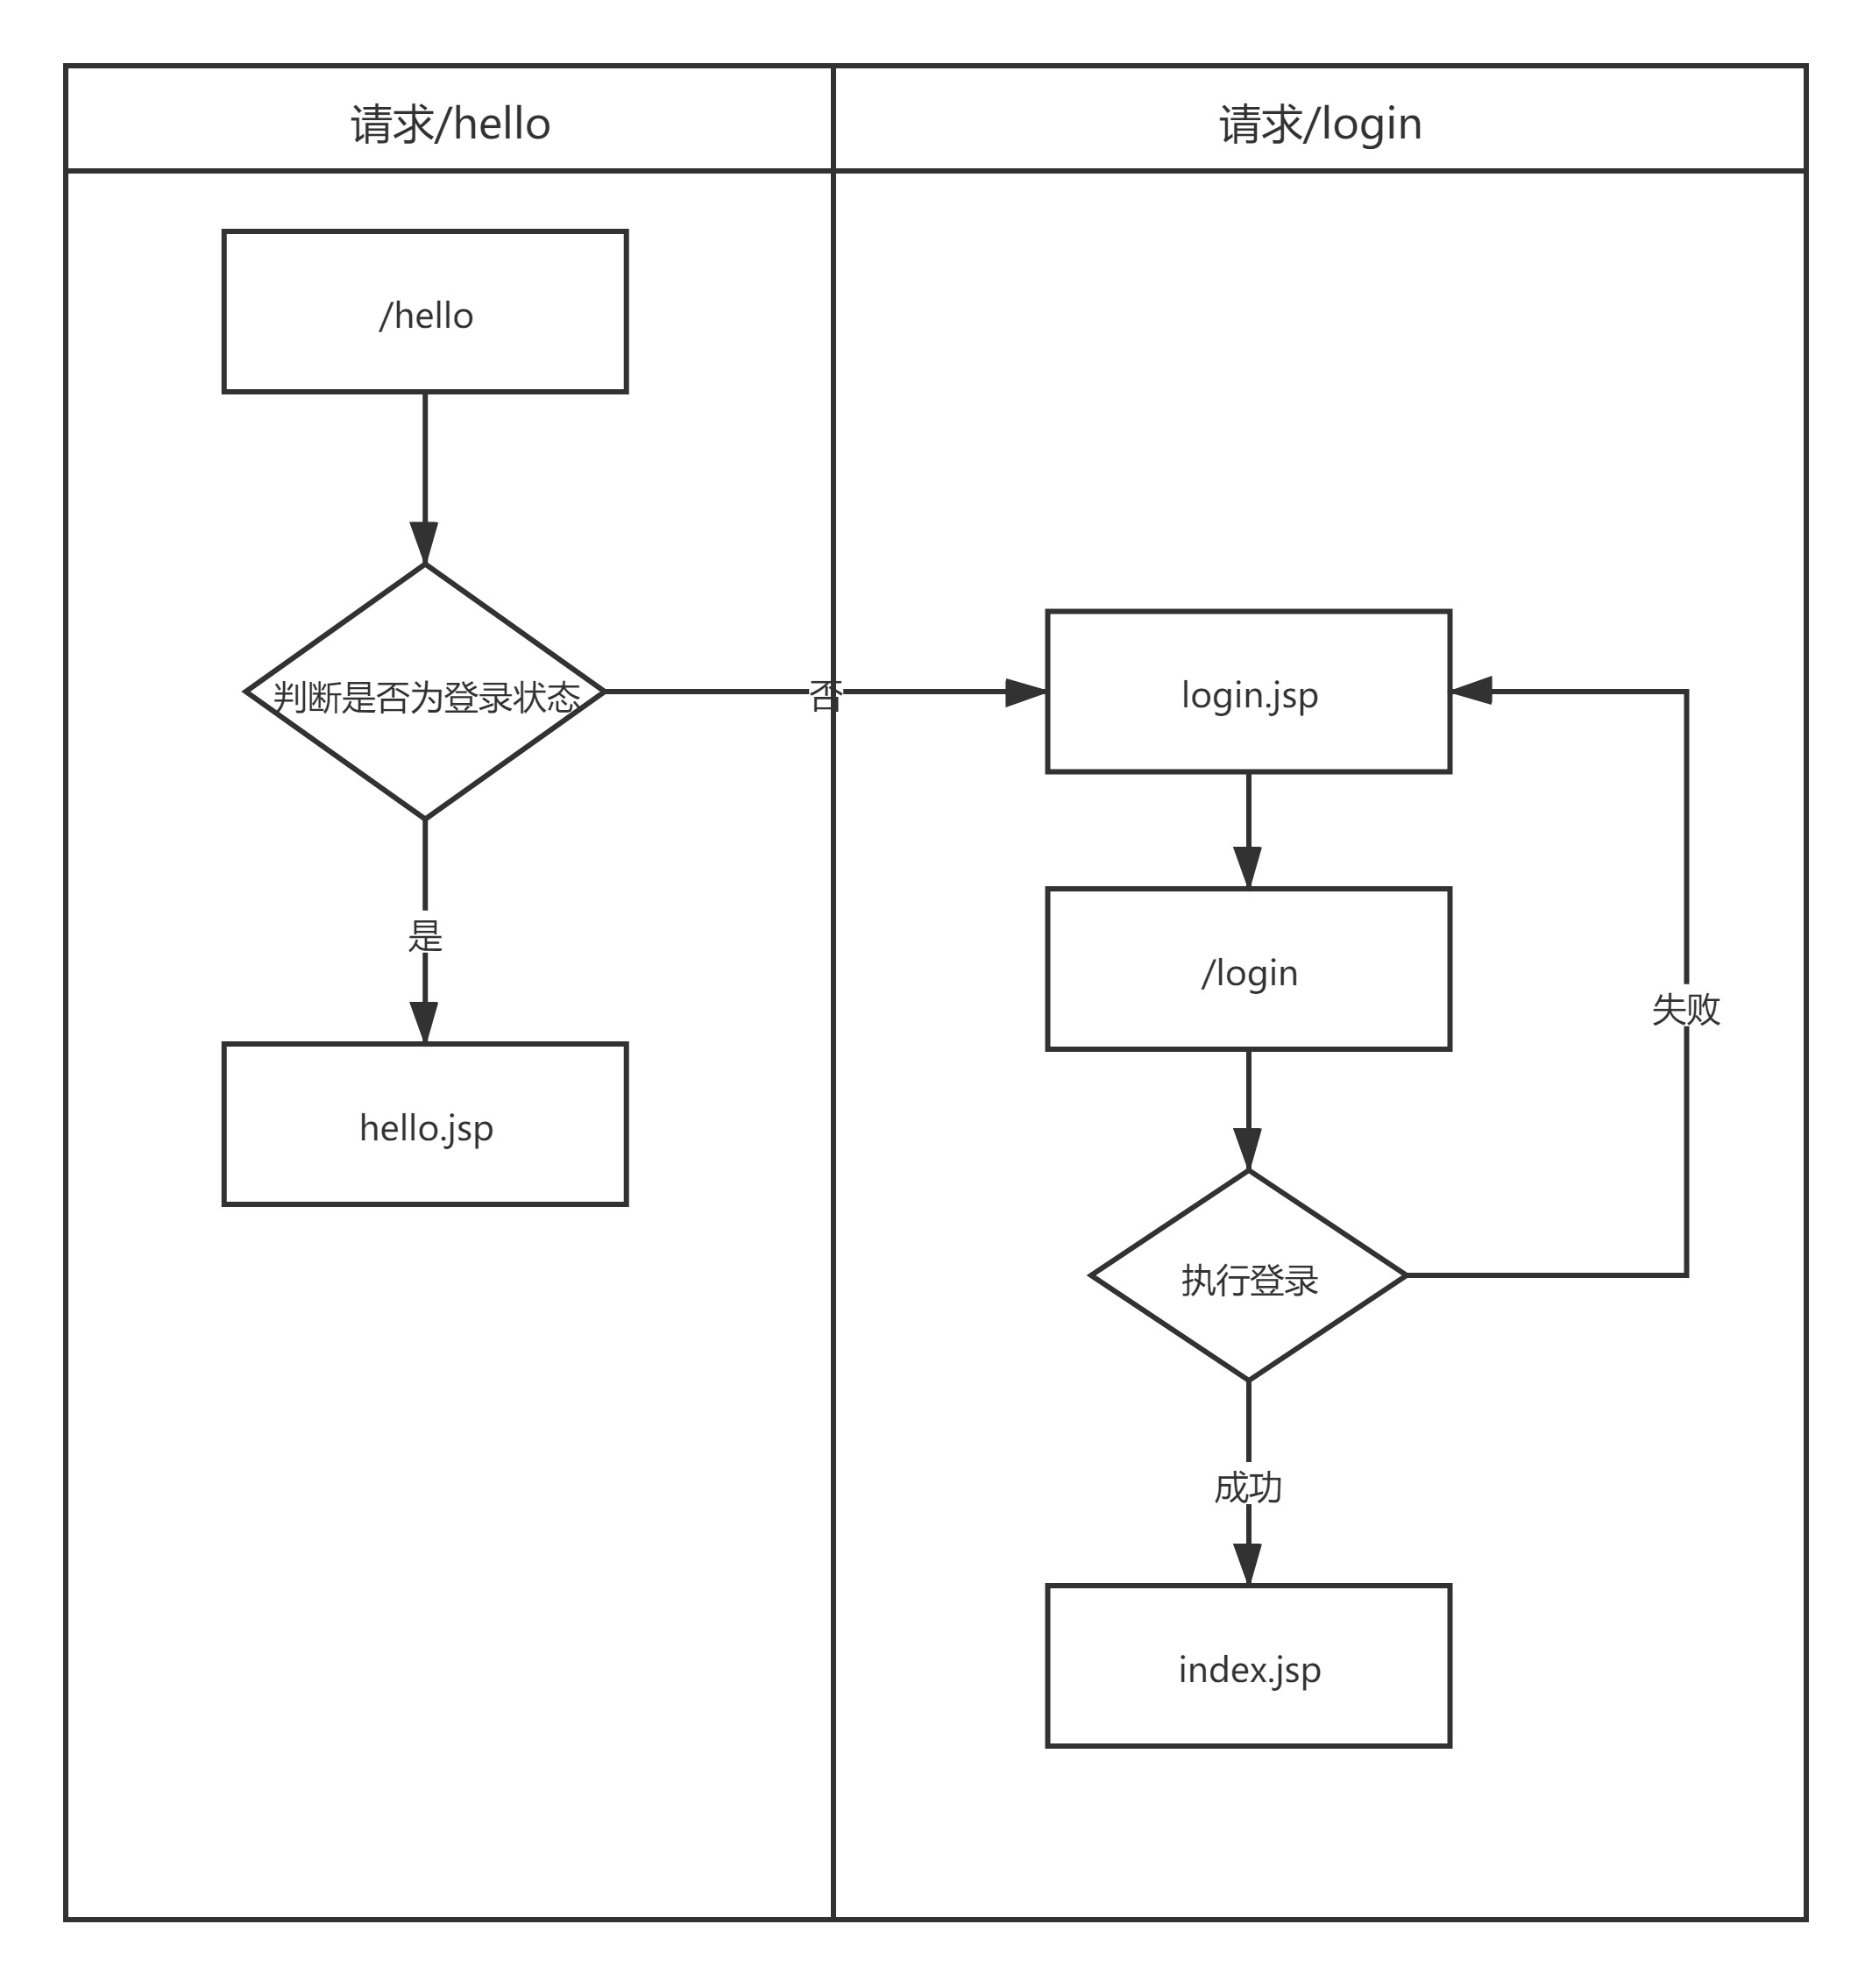 请求/hello
请求/login
/hello
判断是否为登录状态
否
login.jsp
是
/login
失败
hello.jsp
执行登录
成功
index.jsp